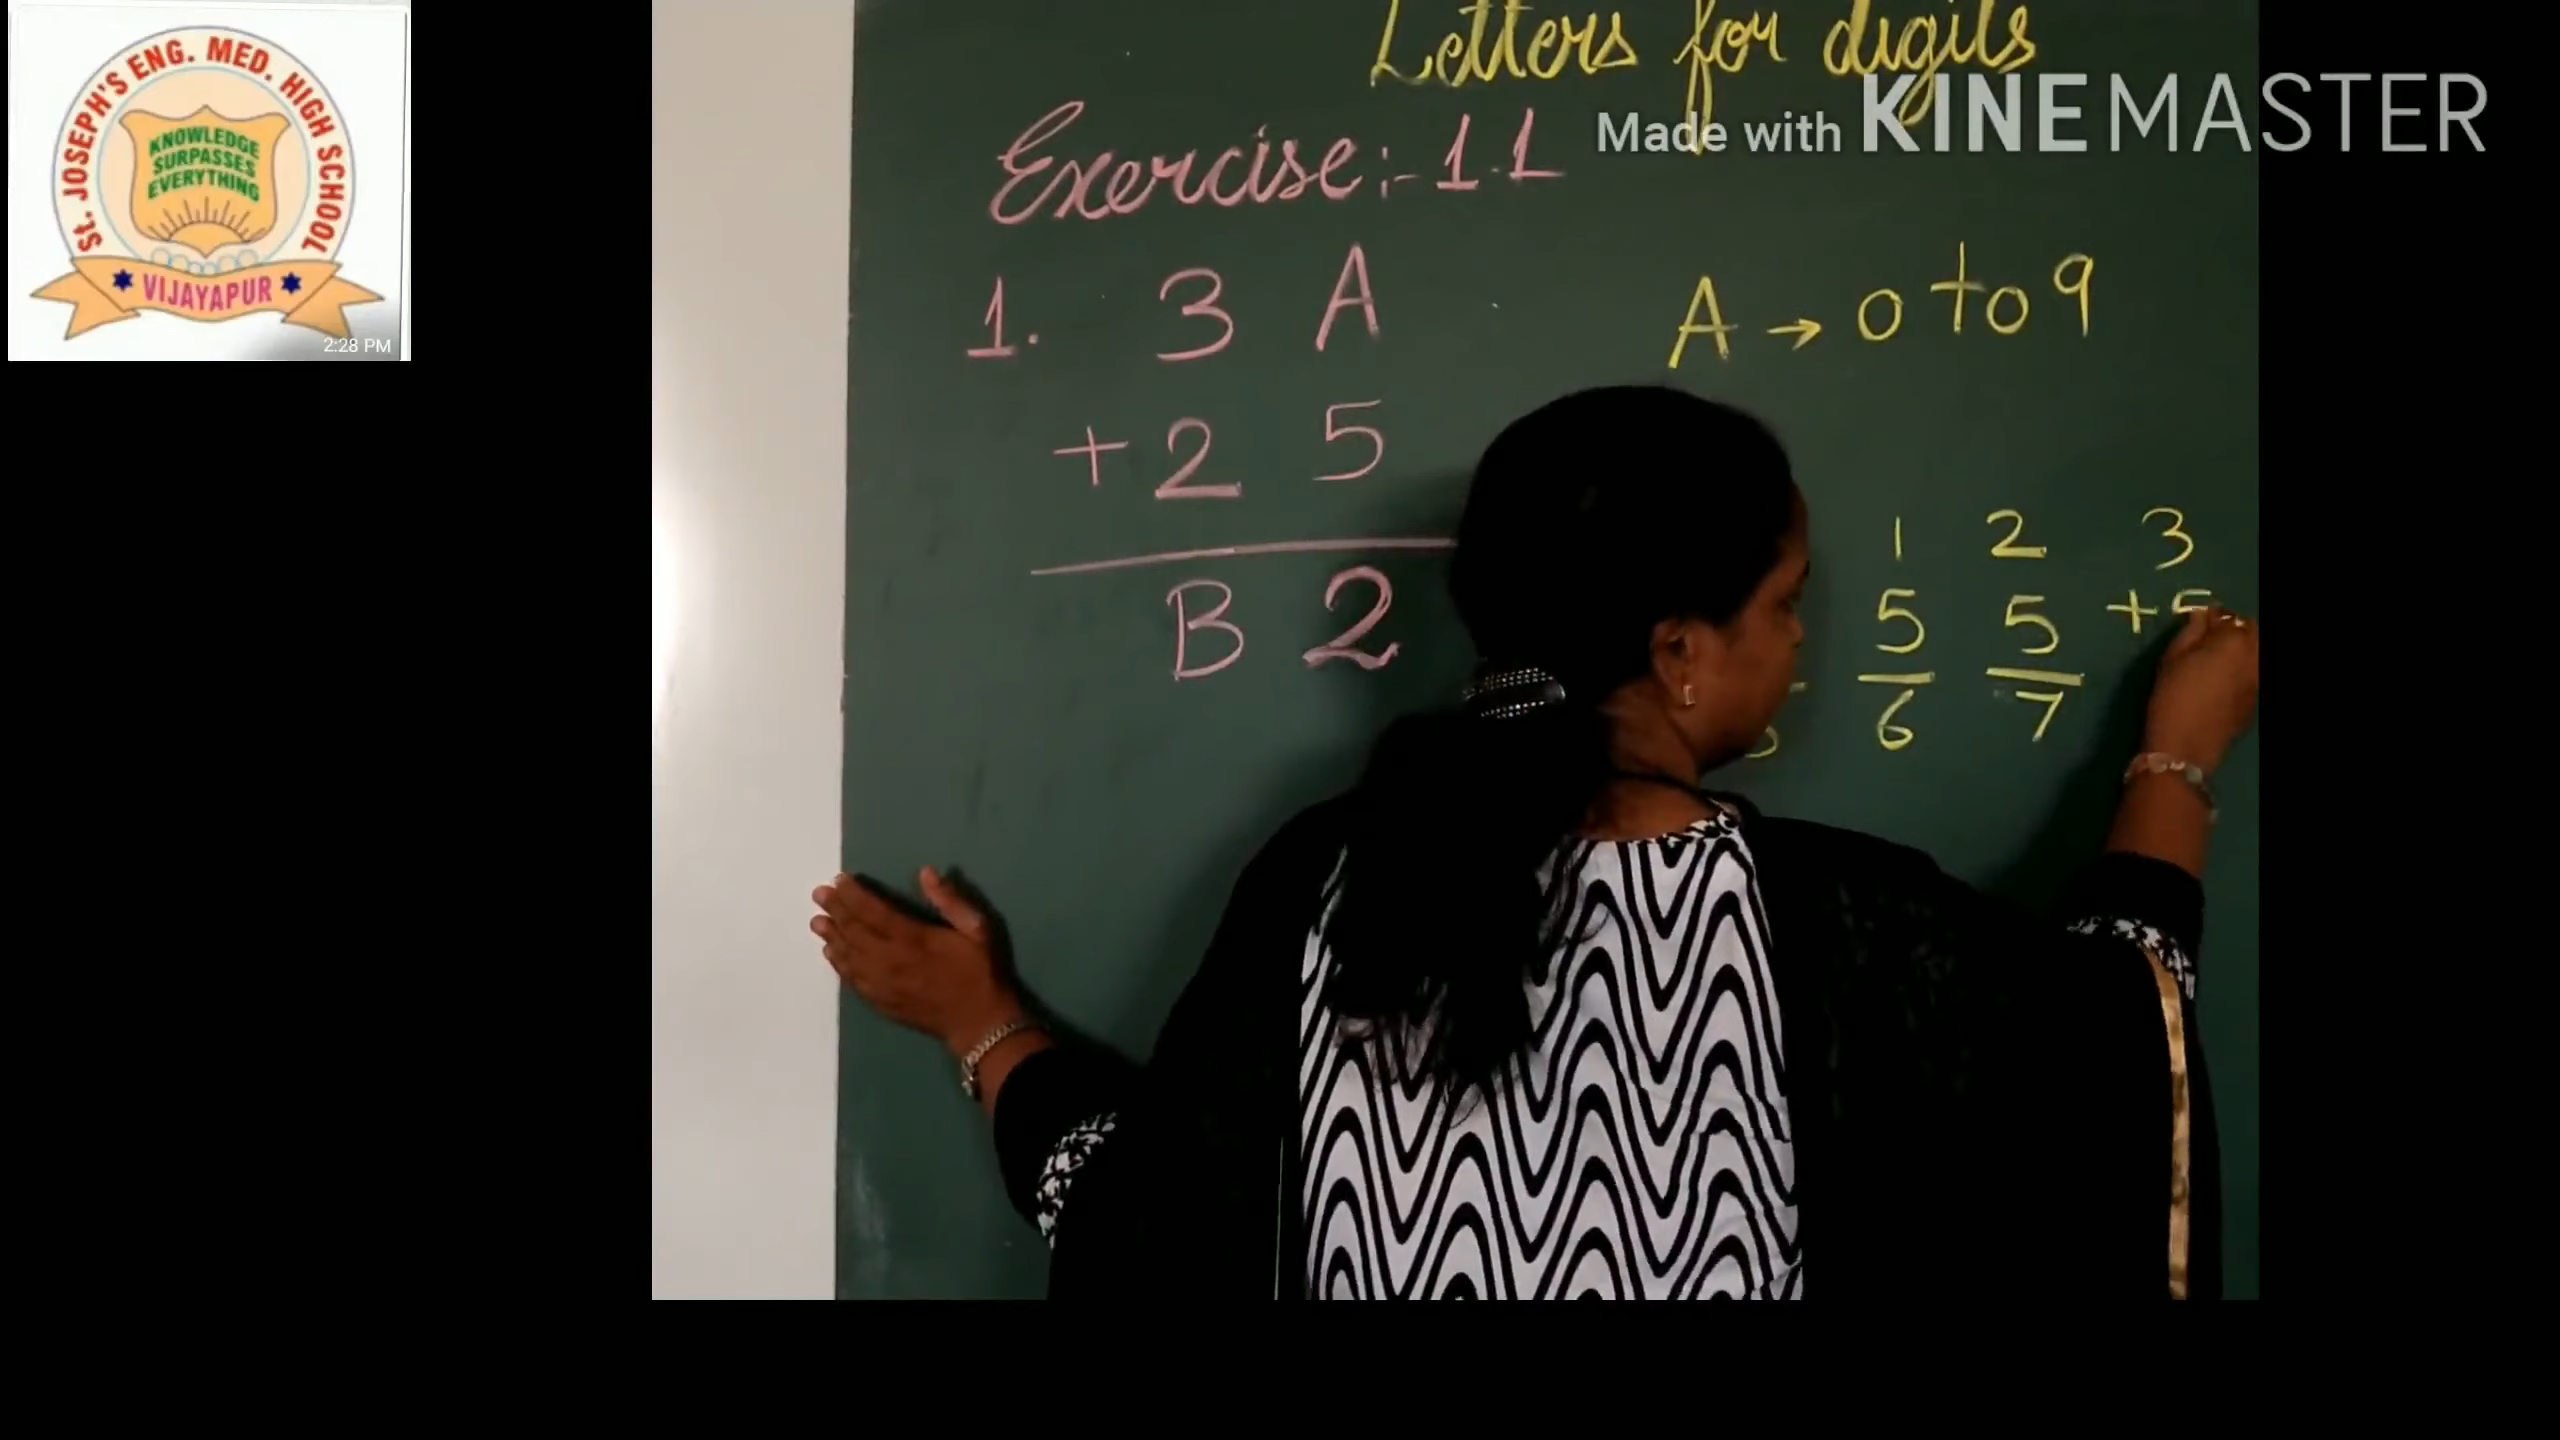 St. JOSEPH'S ENG. MED. HIGH SCHOOL
KNOWLEDGE
SURPASSES
EVERYTHING
VIJAYAPUR
2:28 PM
Letters for digits
Made with KINEMASTER
Exercise:- 1.1
1. 3 A
+ 2 5
B 2
A → 0 to 9
1 2 3
5 5 + 5
6 7